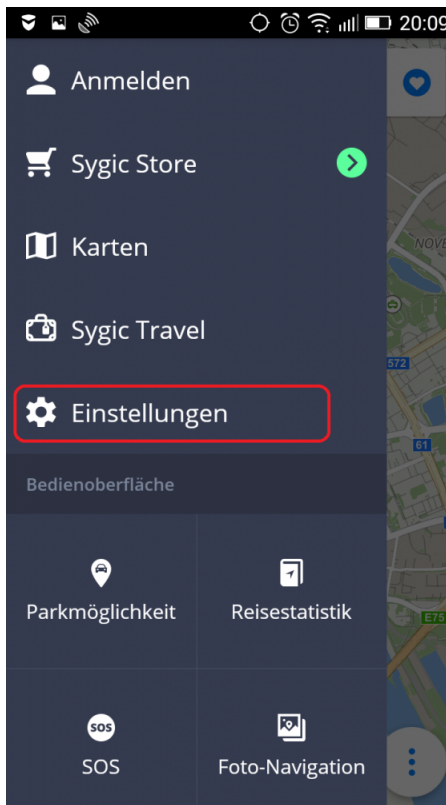 20:09
Anmelden
Sygic Store
Karten
NOVE
Sygic Travel
572
Einstellungen
61
Bedienoberfläche
Parkmöglichkeit
Reisestatistik
E75
SOS
SOS
Foto-Navigation